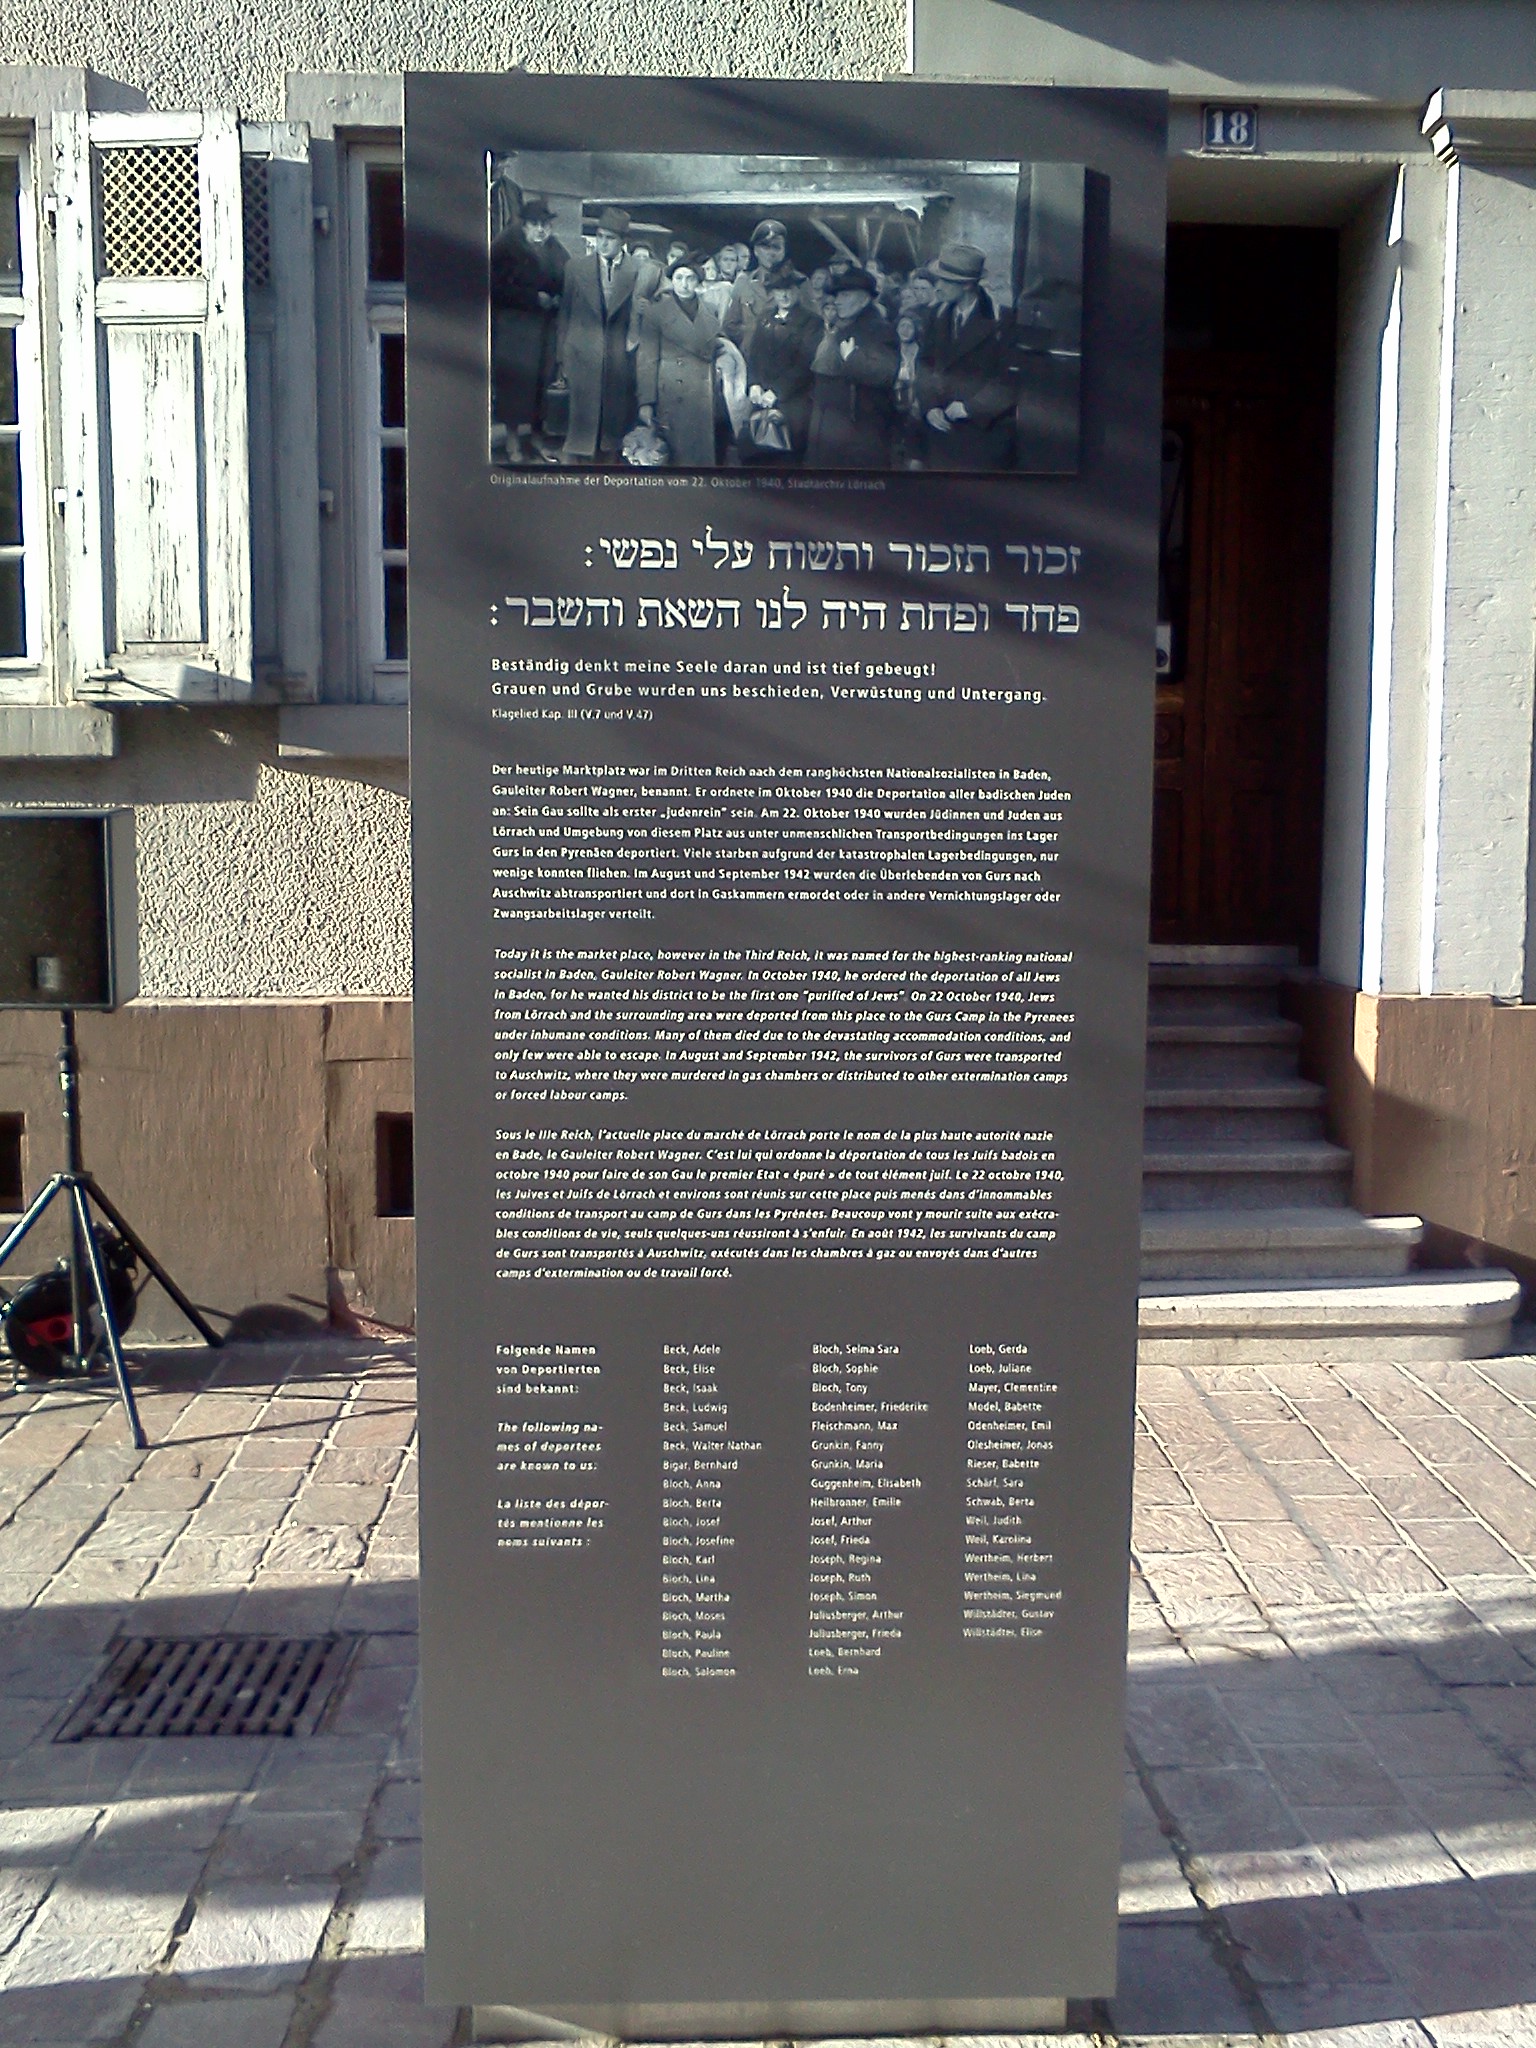 18
Originalaufnahme der Deportation vom 22. Oktober 1940, Stadtarchiv Lörrach
זכור תזכור ותשוח עלי נפשי:
פחד ופחת היה לנו השאת והשבר:
Beständig denkt meine Seele daran und ist tief gebeugt!
Grauen und Grube wurden uns beschieden, Verwüstung und Untergang.
Klagelied Kap. III (V.7 und V.47)
Der heutige Marktplatz war im Dritten Reich nach dem ranghöchsten Nationalsozialisten in Baden,
Gauleiter Robert Wagner, benannt. Er ordnete im Oktober 1940 die Deportation aller badischen Juden
an: Sein Gau sollte als erster „judenrein" sein. Am 22. Oktober 1940 wurden Jüdinnen und Juden aus
Lörrach und Umgebung von diesem Platz aus unter unmenschlichen Transportbedingungen ins Lager
Gurs in den Pyrenäen deportiert. Viele starben aufgrund der katastrophalen Lagerbedingungen, nur
wenige konnten fliehen. Im August und September 1942 wurden die Überlebenden von Gurs nach
Auschwitz abtransportiert und dort in Gaskammern ermordet oder in andere Vernichtungslager oder
Zwangsarbeitslager verteilt.
Today it is the market place, however in the Third Reich, it was named for the highest-ranking national
socialist in Baden, Gauleiter Robert Wagner. In October 1940, he ordered the deportation of all Jews
in Baden, for he wanted his district to be the first one "purified of Jews". On 22 October 1940, Jews
from Lörrach and the surrounding area were deported from this place to the Gurs Camp in the Pyrenees
under inhumane conditions. Many of them died due to the devastating accommodation conditions, and
only few were able to escape. In August and September 1942, the survivors of Gurs were transported
to Auschwitz, where they were murdered in gas chambers or distributed to other extermination camps
or forced labour camps.
Sous le IIIe Reich, l'actuelle place du marché de Lörrach porte le nom de la plus haute autorité nazie
en Bade, le Gauleiter Robert Wagner. C'est lui qui ordonne la déportation de tous les Juifs badois en
octobre 1940 pour faire de son Gau le premier Etat « épuré » de tout élément juif. Le 22 octobre 1940,
les Juives et Juifs de Lörrach et environs sont réunis sur cette place puis menés dans d'innommables
conditions de transport au camp de Gurs dans les Pyrénées. Beaucoup vont y mourir suite aux exécra-
bles conditions de vie, seuls quelques-uns réussiront à s'enfuir. En août 1942, les survivants du camp
de Gurs sont transportés à Auschwitz, exécutés dans les chambres à gaz ou envoyés dans d'autres
camps d'extermination ou de travail forcé.
Folgende Namen
von Deportierten
sind bekannt:
The following na-
mes of deportees
are known to us:
La liste des dépor-
tés mentionne les
noms suivants :
Beck, Adele
Beck, Elise
Beck, Isaak
Beck, Ludwig
Beck, Samuel
Beck, Walter Nathan
Bigar, Bernhard
Bloch, Anna
Bloch, Berta
Bloch, Josef
Bloch, Josefine
Bloch, Karl
Bloch, Lina
Bloch, Martha
Bloch, Moses
Bloch, Paula
Bloch, Pauline
Bloch, Salomon
Bloch, Selma Sara
Bloch, Sophie
Bloch, Tony
Bodenheimer, Friederike
Fleischmann, Max
Grunkin, Fanny
Grunkin, Maria
Guggenheim, Elisabeth
Heilbronner, Emilie
Josef, Arthur
Josef, Frieda
Joseph, Regina
Joseph, Ruth
Joseph, Simon
Juliusberger, Arthur
Juliusberger, Frieda
Loeb, Bernhard
Loeb, Erna
Loeb, Gerda
Loeb, Juliane
Mayer, Clementine
Model, Babette
Odenheimer, Emil
Olesheimer, Jonas
Rieser, Babette
Schärf, Sara
Schwab, Berta
Weil, Judith
Weil, Karolina
Wertheim, Herbert
Wertheim, Lina
Wertheim, Siegmund
Willstädter, Gustav
Willstädter, Elise